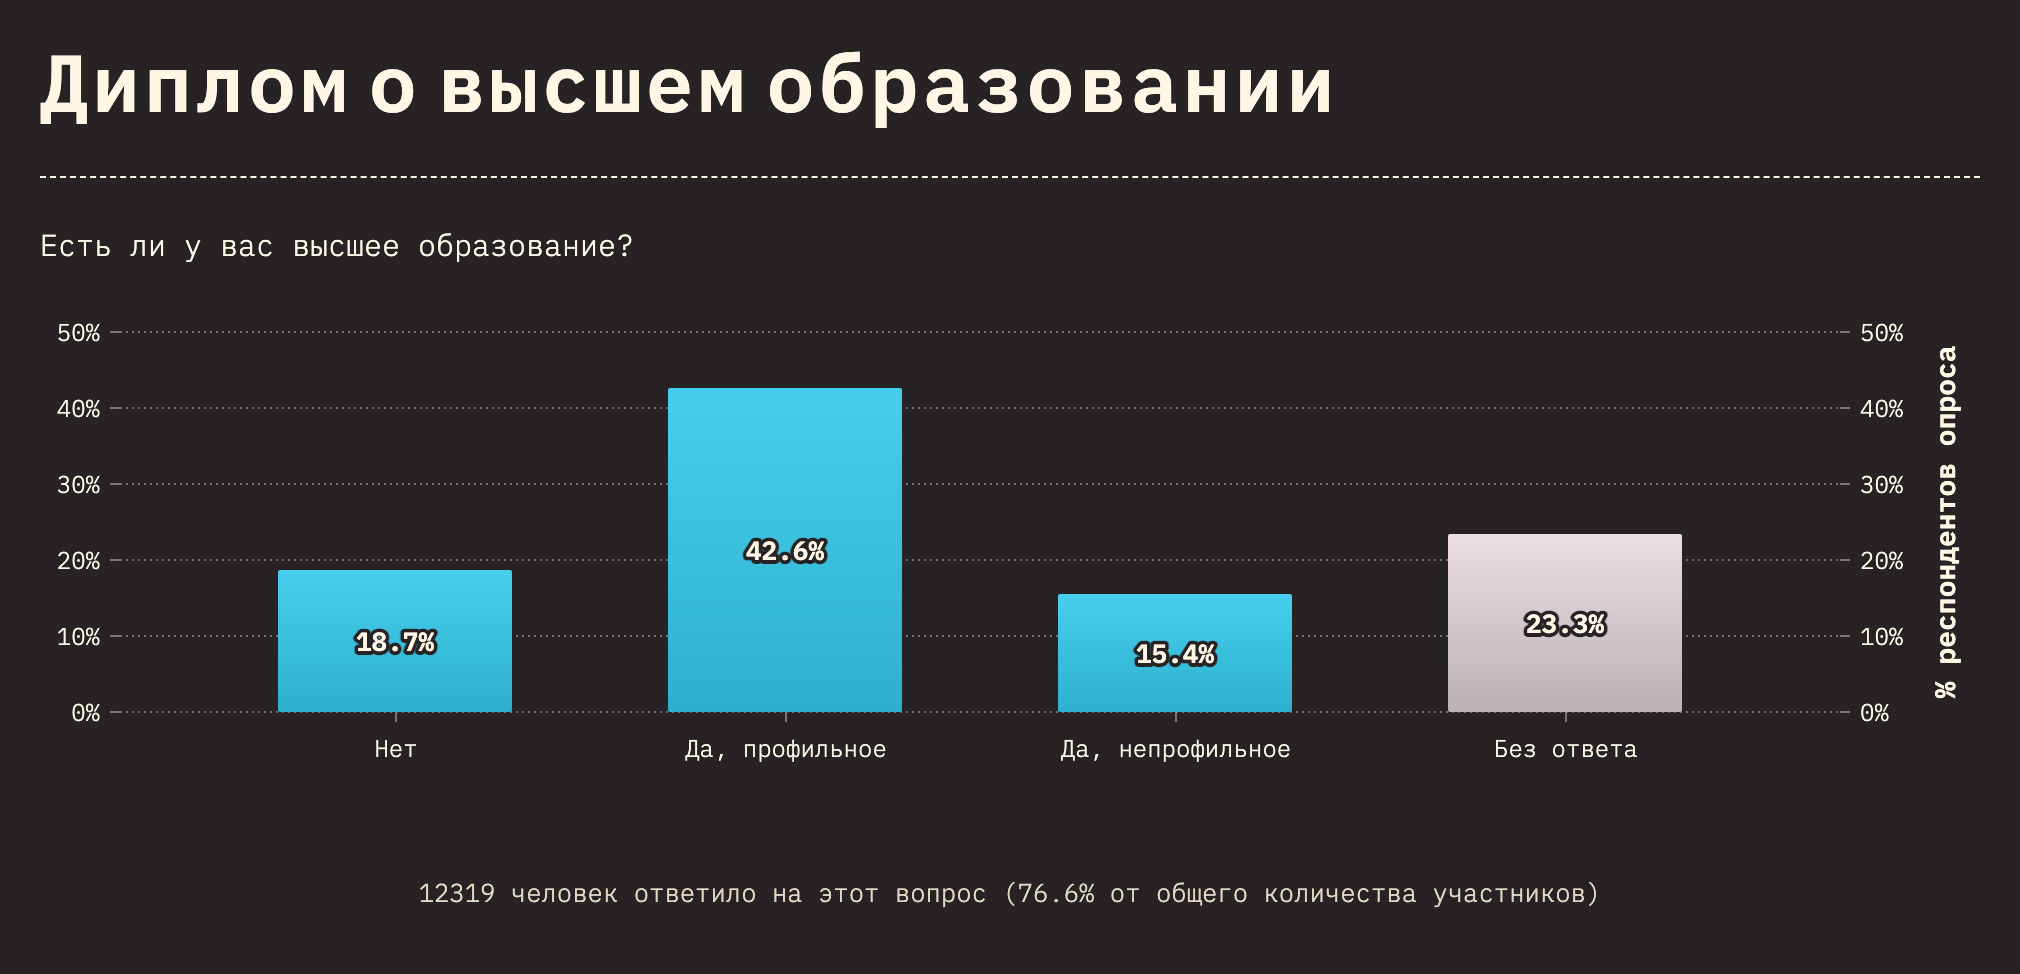 Диплом о высшем образовании
Есть ли у вас высшее образование?
50%
40%
30%
20%
10%
0%
18.7%
42.6%
15.4%
23.3%
50%
40%
30%
20%
10%
0%
% респондентов опроса
Нет
Да, профильное
Да, непрофильное
Без ответа
12319 человек ответило на этот вопрос (76.6% от общего количества участников)